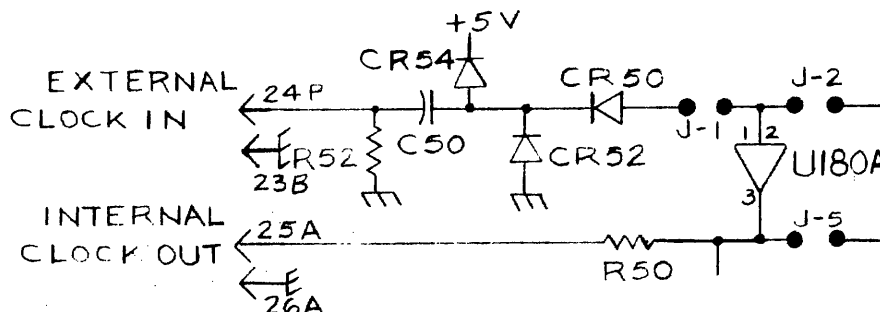 +5V
CR54
CR50
J-2
EXTERNAL
CLOCK IN
24P
J-1
1 2
C50
R52
CR52
U180A
23B
3
INTERNAL
CLOCK OUT
25A
J-5
R50
26A